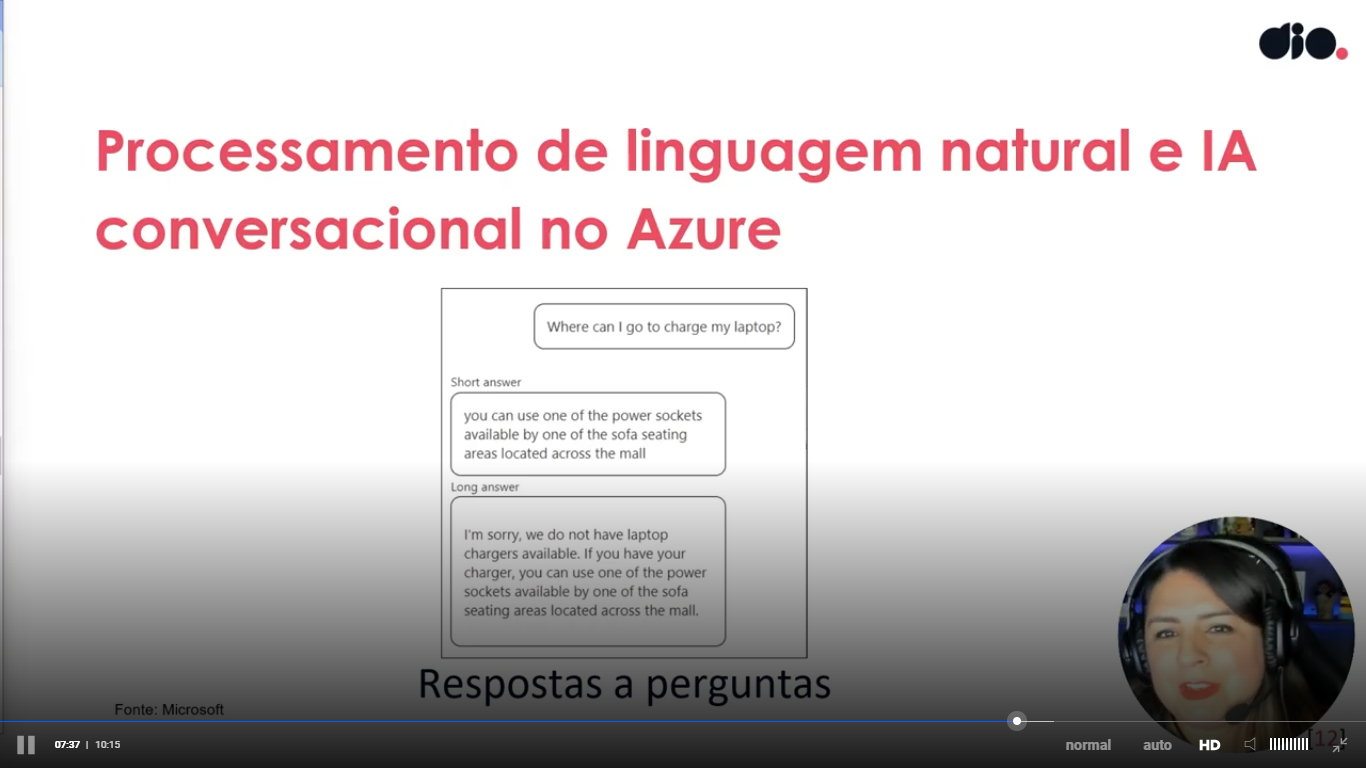 dio.
Processamento de linguagem natural e IA
conversacional no Azure
Where can I go to charge my laptop?
Short answer
you can use one of the power sockets
available by one of the sofa seating
areas located across the mall
Long answer
I'm sorry, we do not have laptop
chargers available. If you have your
charger, you can use one of the power
sockets available by one of the sofa
seating areas located across the mall.
Respostas a perguntas
Fonte: Microsoft
[12]
07:37 | 10:15
normal auto HD